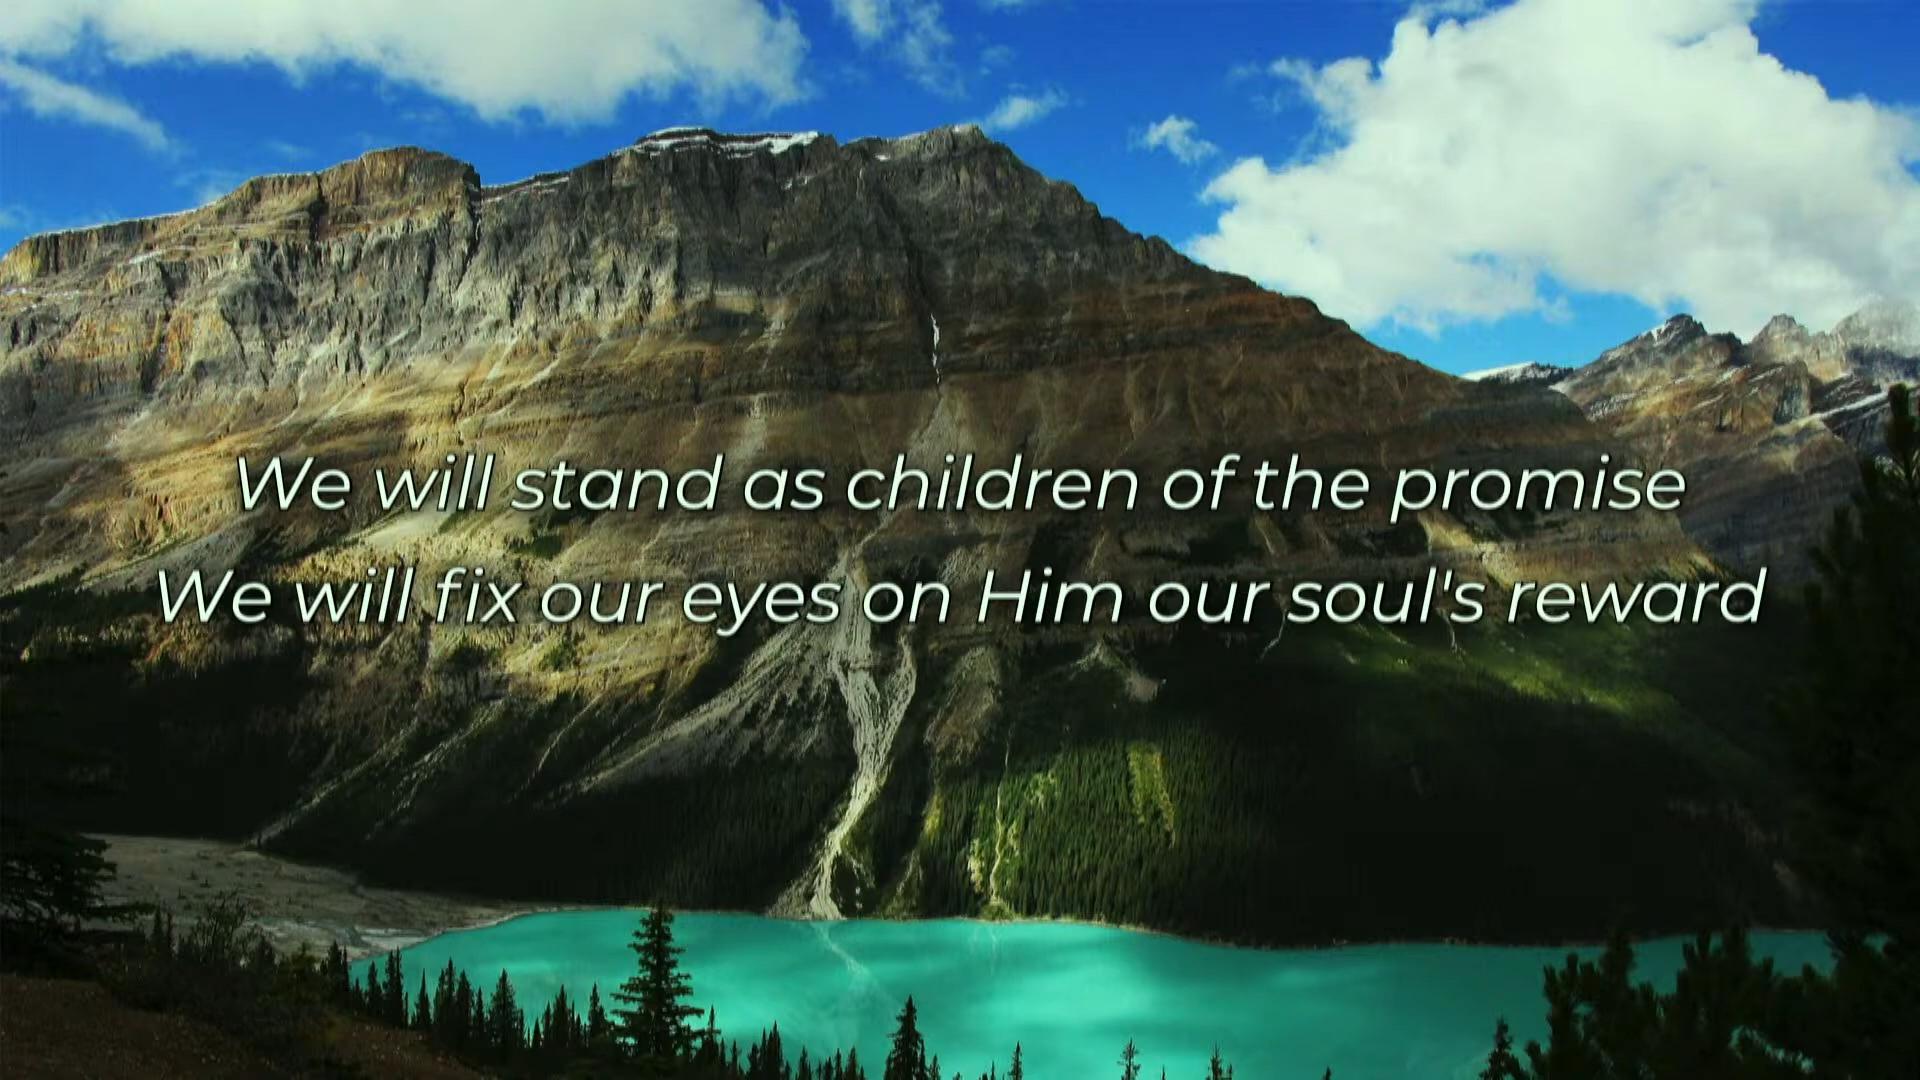 We will stand as children of the promise
We will fix our eyes on Him our soul's reward